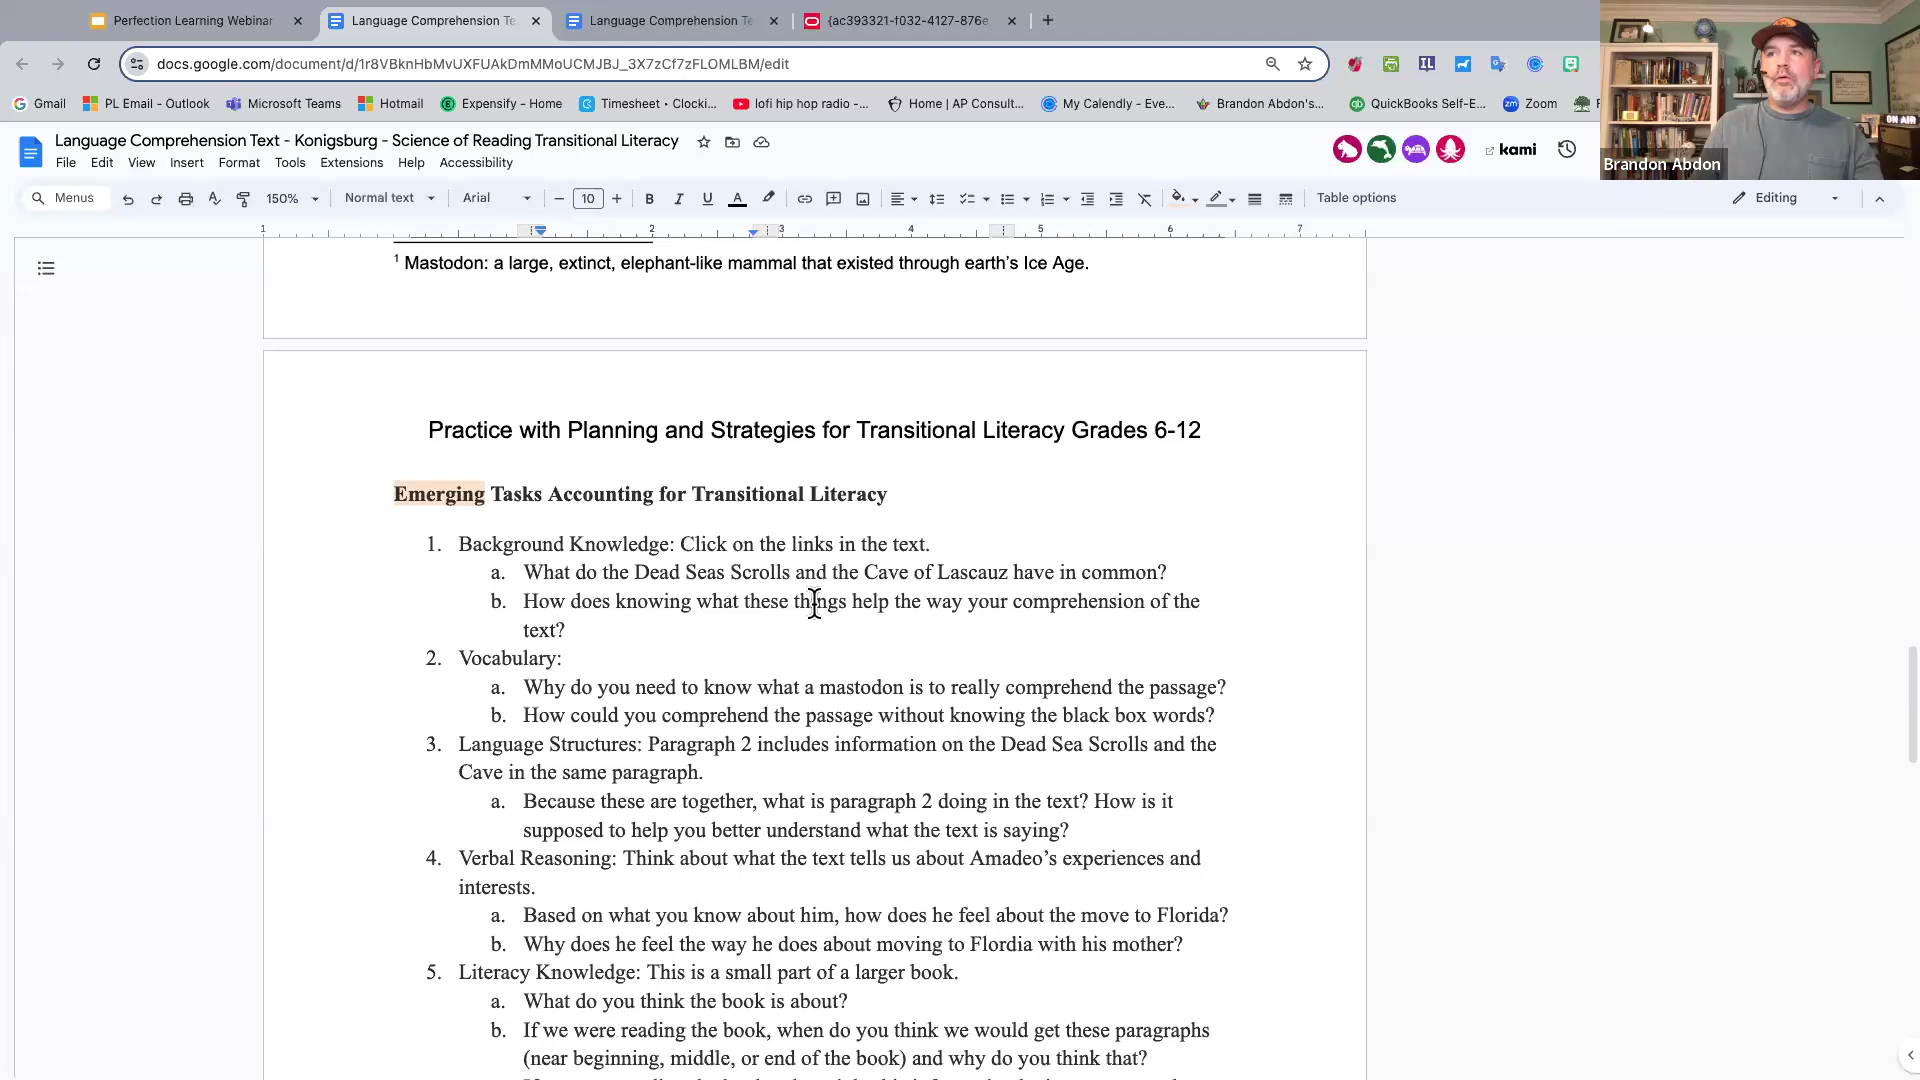 Perfection Learning Webinar
Language Comprehension Te
Language Comprehension Te
{ac393321-f032-4127-876e
docs.google.com/document/d/1r8VBknHbMvUXFUAkDmMMoUCMJBJ_3X7zCf7zFLOMLBM/edit
Gmail
PL Email - Outlook
Microsoft Teams
Hotmail
Expensify - Home
Timesheet - Clocki...
lofi hip hop radio -...
Home | AP Consult...
My Calendly - Eve...
Brandon Abdon's...
QuickBooks Self-E...
Zoom
ON AIR
Brandon Abdon
Language Comprehension Text - Konigsburg - Science of Reading Transitional Literacy
File Edit View Insert Format Tools Extensions Help Accessibility
kami
Menus 150% Normal text Arial 10 B I U A Table options Editing
1 2 3 4 5 6 7
1 Mastodon: a large, extinct, elephant-like mammal that existed through earth's Ice Age.
Practice with Planning and Strategies for Transitional Literacy Grades 6-12
Emerging Tasks Accounting for Transitional Literacy
1. Background Knowledge: Click on the links in the text.
a. What do the Dead Seas Scrolls and the Cave of Lascauz have in common?
b. How does knowing what these things help the way your comprehension of the
text?
2. Vocabulary:
a. Why do you need to know what a mastodon is to really comprehend the passage?
b. How could you comprehend the passage without knowing the black box words?
3. Language Structures: Paragraph 2 includes information on the Dead Sea Scrolls and the
Cave in the same paragraph.
a. Because these are together, what is paragraph 2 doing in the text? How is it
supposed to help you better understand what the text is saying?
4. Verbal Reasoning: Think about what the text tells us about Amadeo's experiences and
interests.
a. Based on what you know about him, how does he feel about the move to Florida?
b. Why does he feel the way he does about moving to Flordia with his mother?
5. Literacy Knowledge: This is a small part of a larger book.
a. What do you think the book is about?
b. If we were reading the book, when do you think we would get these paragraphs
(near beginning, middle, or end of the book) and why do you think that?